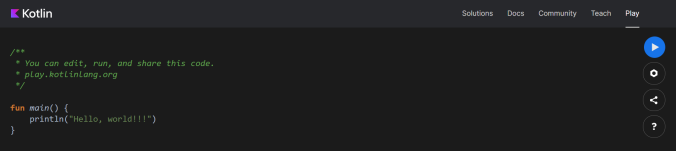 Kotlin
Solutions Docs Community Teach Play
/**
 * You can edit, run, and share this code.
 * play.kotlinlang.org
 */
fun main() {
    println("Hello, world!!!")
}
?